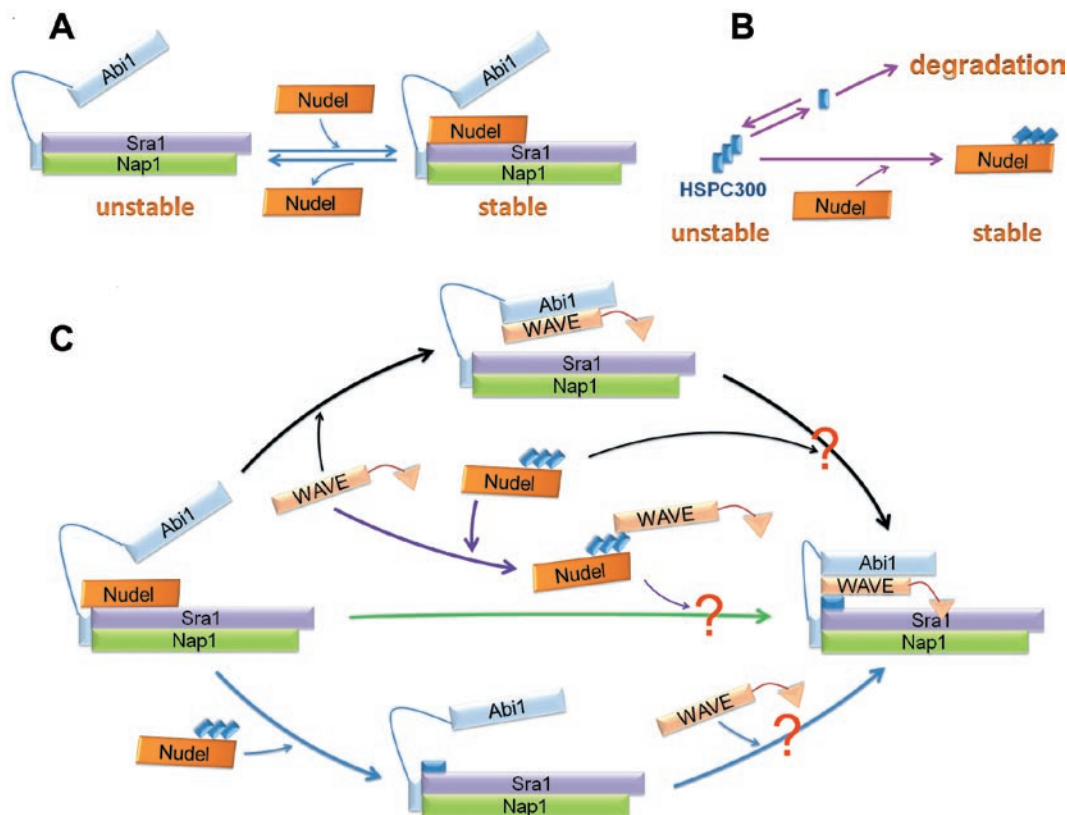 A
B
Abi1
Abi1
degradation
Nudel
Nudel
Sra1
Nap1
Sra1
Nap1
Nudel
HSPC300
Nudel
Nudel
unstable
stable
unstable
stable
C
Abi1
WAVE
Sra1
Nap1
?
WAVE
Nudel
WAVE
Abi1
Nudel
Abi1
WAVE
Nudel
Sra1
Nap1
?
Sra1
Nap1
Abi1
WAVE
?
Nudel
Sra1
Nap1